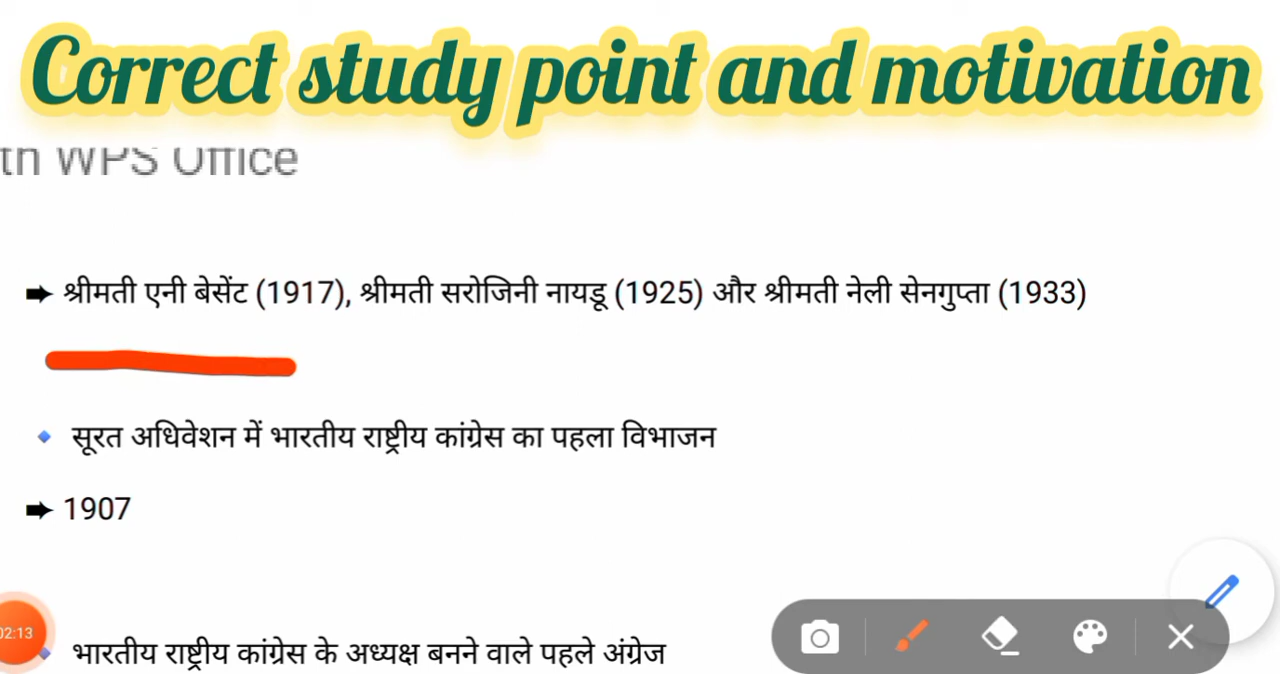 Correct study point and motivation
th WPS Office
➡ श्रीमती एनी बेसेंट (1917), श्रीमती सरोजिनी नायडू (1925) और श्रीमती नेली सेनगुप्ता (1933)
🔹 सूरत अधिवेशन में भारतीय राष्ट्रीय कांग्रेस का पहला विभाजन
➡ 1907
02:13
🔹 भारतीय राष्ट्रीय कांग्रेस के अध्यक्ष बनने वाले पहले अंग्रेज